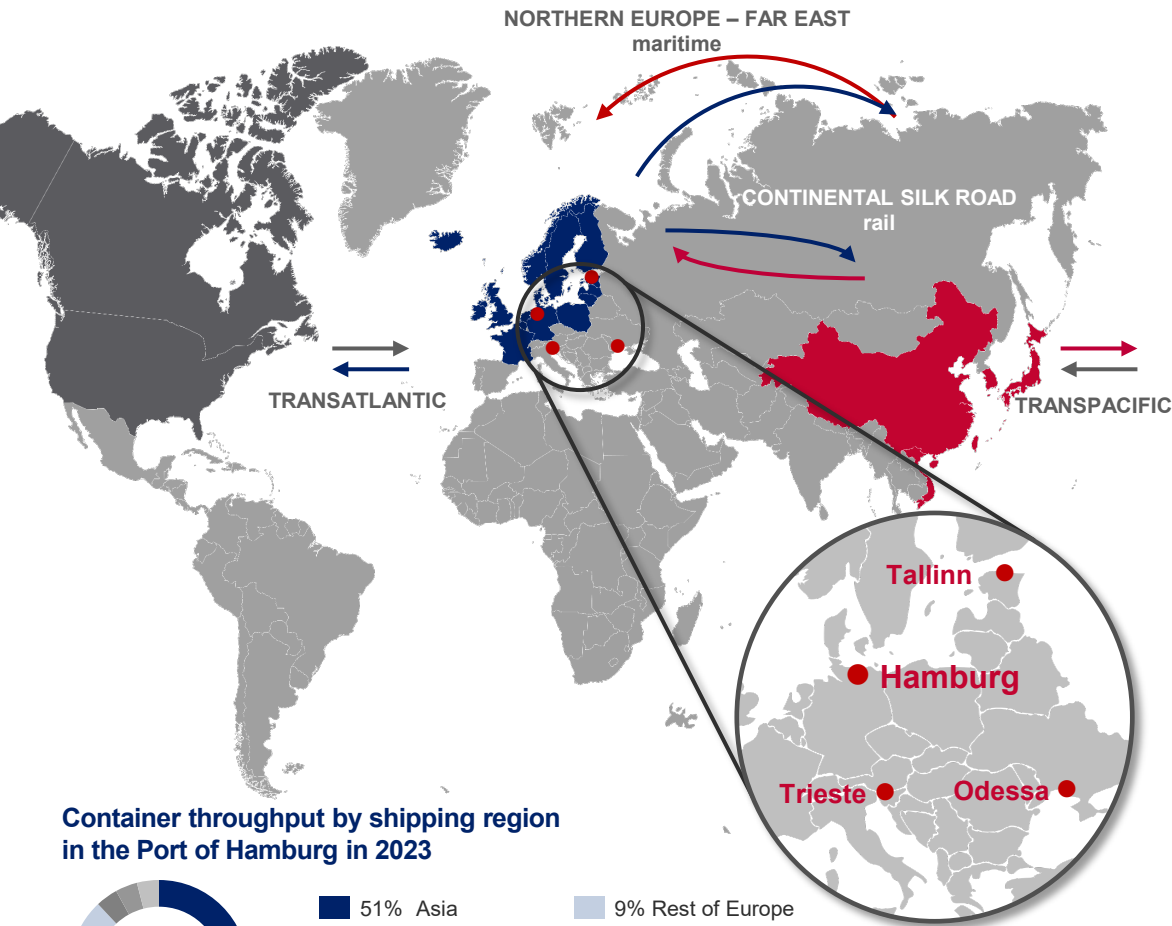 NORTHERN EUROPE – FAR EAST
maritime
CONTINENTAL SILK ROAD
rail
TRANSATLANTIC
TRANSPACIFIC
Tallinn
Hamburg
Trieste
Odessa
Container throughput by shipping region
in the Port of Hamburg in 2023
51% Asia
9% Rest of Europe